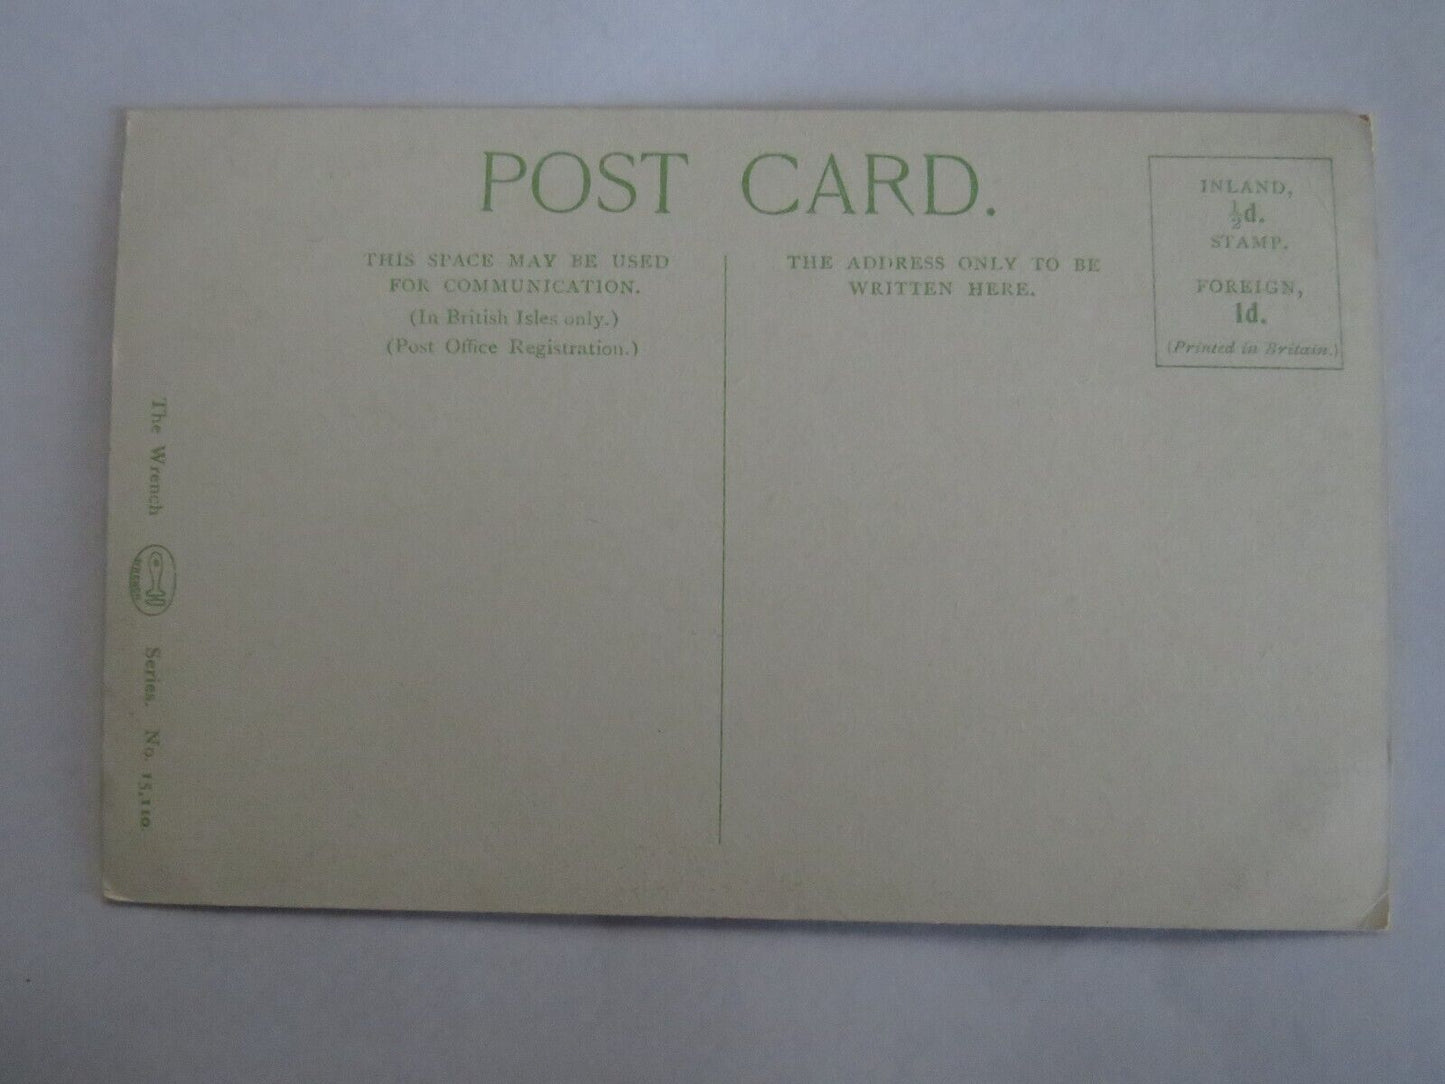 POST CARD.
THIS SPACE MAY BE USED
FOR COMMUNICATION.
(In British Isles only.)
(Post Office Registration.)
THE ADDRESS ONLY TO BE
WRITTEN HERE.
INLAND,
½d.
STAMP.
FOREIGN,
1d.
(Printed in Britain.)
The Wrench WRENCH Series. No. 15,110